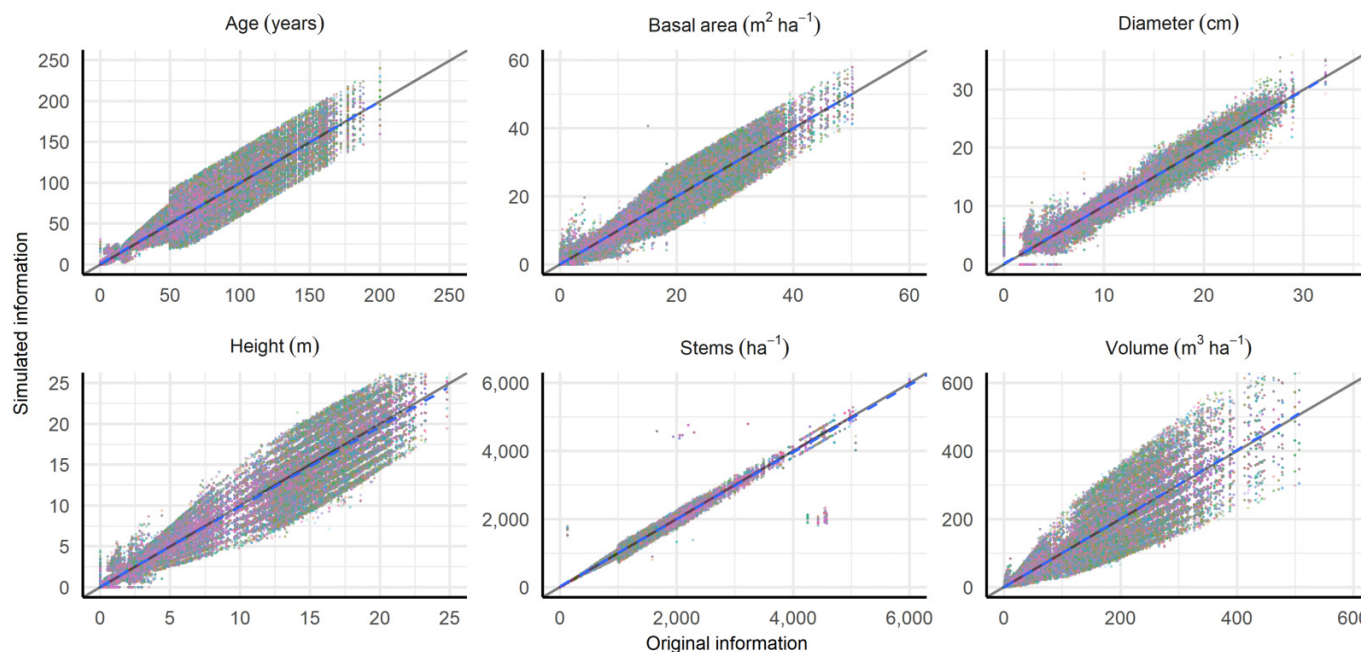 Age (years)
Basal area (m² ha⁻¹)
Diameter (cm)
250
200
150
100
50
0
0 50 100 150 200 250
60
40
20
0
0 20 40 60
30
20
10
0
0 10 20 30
Simulated information
Height (m)
Stems (ha⁻¹)
Volume (m³ ha⁻¹)
25
20
15
10
5
0
0 5 10 15 20 25
6,000
4,000
2,000
0
0 2,000 4,000 6,000
600
400
200
0
0 200 400 600
Original information